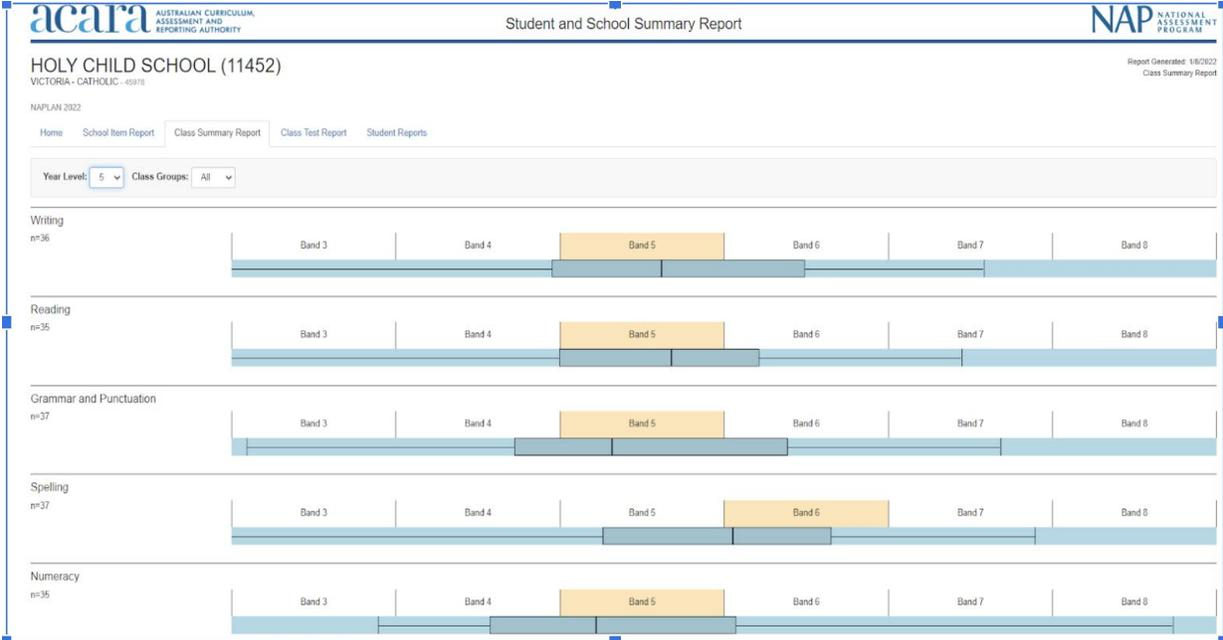 acara AUSTRALIAN CURRICULUM,
ASSESSMENT AND
REPORTING AUTHORITY
Student and School Summary Report
NAP NATIONAL
ASSESSMENT
PROGRAM
HOLY CHILD SCHOOL (11452)
VICTORIA - CATHOLIC - 45978
Report Generated: 1/8/2022
Class Summary Report
NAPLAN 2022
Home School Item Report Class Summary Report Class Test Report Student Reports
Year Level: 5 Class Groups: All
Writing
n=36
Band 3 Band 4 Band 5 Band 6 Band 7 Band 8
Reading
n=35
Band 3 Band 4 Band 5 Band 6 Band 7 Band 8
Grammar and Punctuation
n=37
Band 3 Band 4 Band 5 Band 6 Band 7 Band 8
Spelling
n=37
Band 3 Band 4 Band 5 Band 6 Band 7 Band 8
Numeracy
n=35
Band 3 Band 4 Band 5 Band 6 Band 7 Band 8